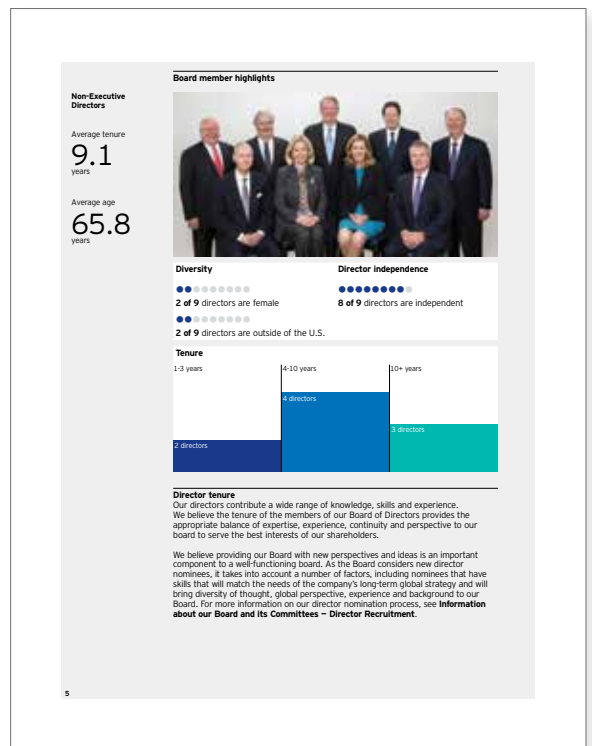 Board member highlights
Non-Executive
Directors
Average tenure
9.1
years
Average age
65.8
years
Diversity
2 of 9 directors are female
2 of 9 directors are outside of the U.S.
Director independence
8 of 9 directors are independent
Tenure
1-3 years
4-10 years
10+ years
2 directors
4 directors
3 directors
Director tenure
Our directors contribute a wide range of knowledge, skills and experience.
We believe the tenure of the members of our Board of Directors provides the
appropriate balance of expertise, experience, continuity and perspective to our
board to serve the best interests of our shareholders.
We believe providing our Board with new perspectives and ideas is an important
component to a well-functioning board. As the Board considers new director
nominees, it takes into account a number of factors, including nominees that have
skills that will match the needs of the company's long-term global strategy and will
bring diversity of thought, global perspective, experience and background to our
Board. For more information on our director nomination process, see Information
about our Board and its Committees – Director Recruitment.
5